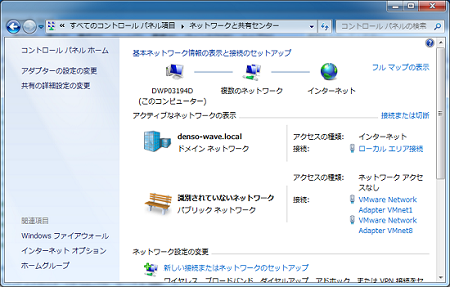 すべてのコントロール パネル項目 ▸ ネットワークと共有センター
コントロール パネルの検索
コントロール パネル ホーム
アダプターの設定の変更
共有の詳細設定の変更
基本ネットワーク情報の表示と接続のセットアップ
フル マップの表示
DWP03194D
(このコンピューター)
複数のネットワーク
インターネット
アクティブなネットワークの表示
接続または切断
denso-wave.local
ドメイン ネットワーク
アクセスの種類: インターネット
接続: ローカル エリア接続
識別されていないネットワーク
パブリック ネットワーク
アクセスの種類: ネットワーク アクセス
なし
接続: VMware Network
Adapter VMnet1
VMware Network
Adapter VMnet8
ネットワーク設定の変更
新しい接続またはネットワークのセットアップ
ワイヤレス、ブロードバンド、ダイヤルアップ、アドホック、または VPN 接続をセ
関連項目
Windows ファイアウォール
インターネット オプション
ホームグループ